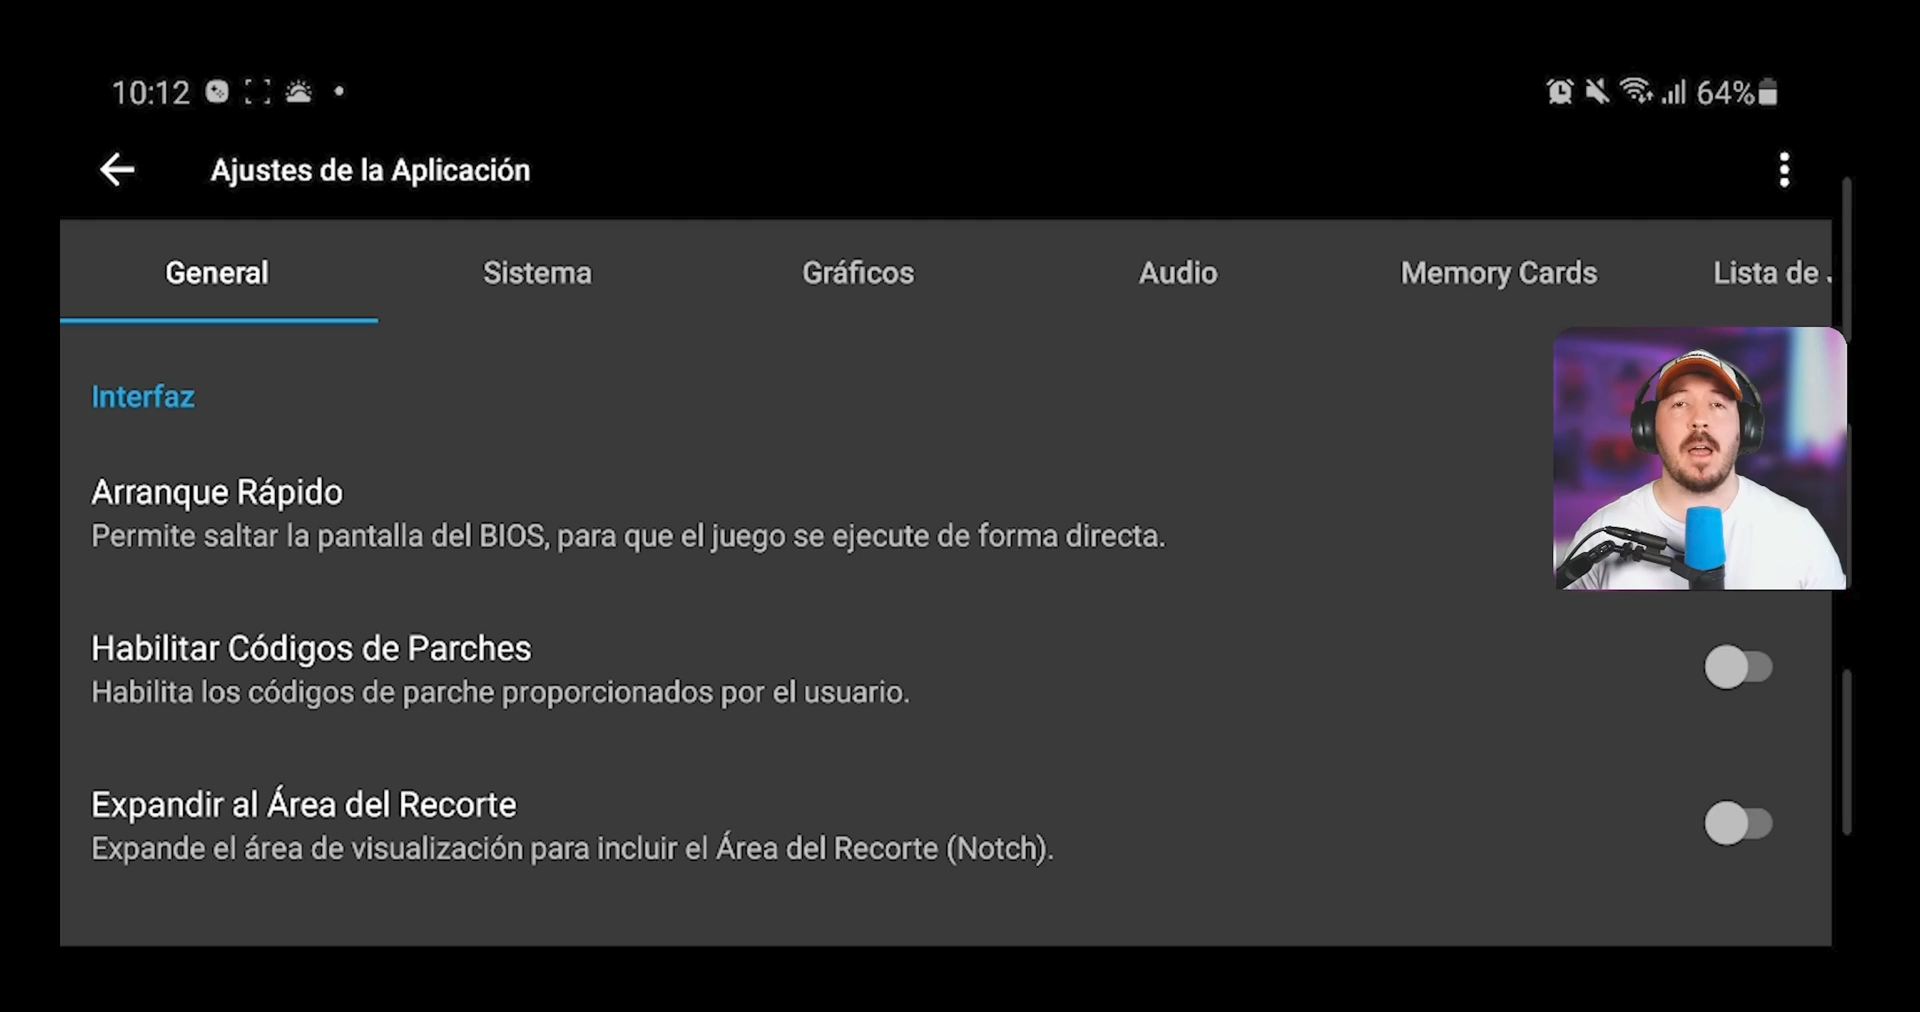 10:12
64%
Ajustes de la Aplicación
General
Sistema
Gráficos
Audio
Memory Cards
Lista de
Interfaz
Arranque Rápido
Permite saltar la pantalla del BIOS, para que el juego se ejecute de forma directa.
Habilitar Códigos de Parches
Habilita los códigos de parche proporcionados por el usuario.
Expandir al Área del Recorte
Expande el área de visualización para incluir el Área del Recorte (Notch).